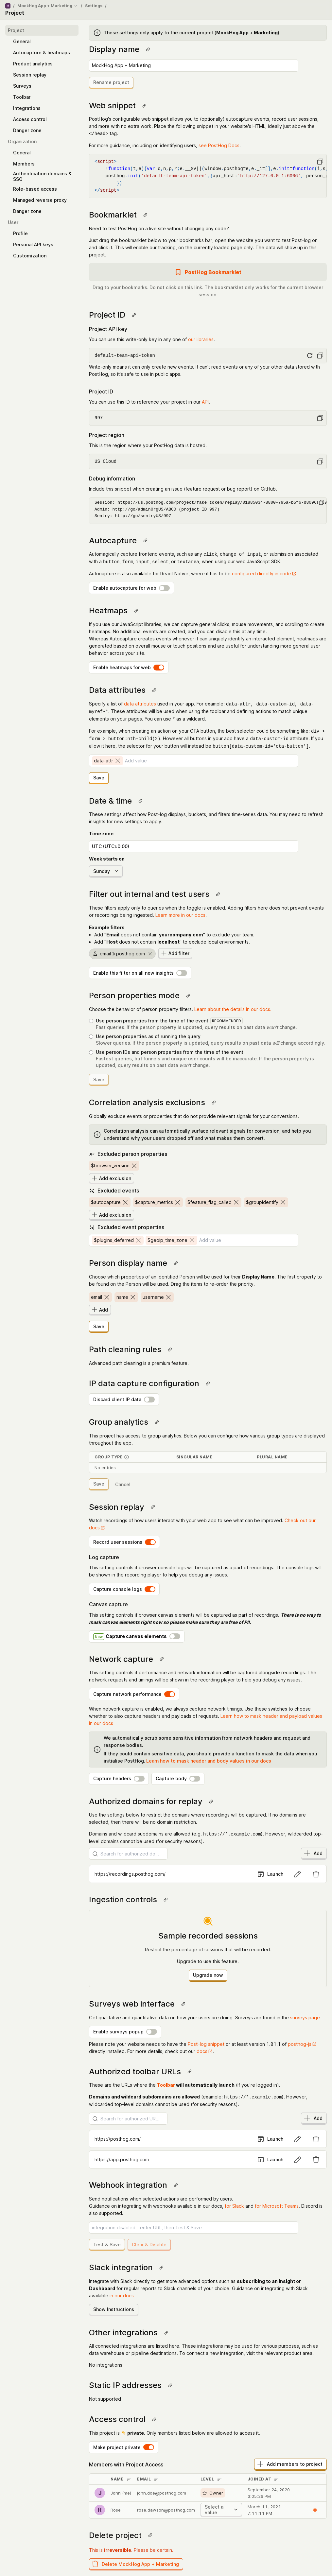 MockHog App + Marketing / Settings /
Project
Project
General
Autocapture & heatmaps
Product analytics
Session replay
Surveys
Toolbar
Integrations
Access control
Danger zone
Organization
General
Members
Authentication domains &
SSO
Role-based access
Managed reverse proxy
Danger zone
User
Profile
Personal API keys
Customization
These settings only apply to the current project (MockHog App + Marketing).
Display name
MockHog App + Marketing
Rename project
Web snippet
PostHog's configurable web snippet allows you to (optionally) autocapture events, record user sessions,
and more with no extra work. Place the following snippet in your website's HTML, ideally just above the
</head> tag.
For more guidance, including on identifying users, see PostHog Docs.
<script>
</script>
Bookmarklet
Need to test PostHog on a live site without changing any code?
Just drag the bookmarklet below to your bookmarks bar, open the website you want to test PostHog on
and click it. This will enable our tracking, on the currently loaded page only. The data will show up in this
project.
PostHog Bookmarklet
Drag to your bookmarks. Do not click on this link. The bookmarklet only works for the current browser
session.
Project ID
Project API key
You can use this write-only key in any one of our libraries.
default-team-api-token
Write-only means it can only create new events. It can't read events or any of your other data stored with
PostHog, so it's safe to use in public apps.
Project ID
You can use this ID to reference your project in our API.
997
Project region
This is the region where your PostHog data is hosted.
US Cloud
Debug information
Include this snippet when creating an issue (feature request or bug report) on GitHub.
Admin: http://go/adminOrgUS/ABCD (project ID 997)
Sentry: http://go/sentryUS/997
Autocapture
Automagically capture frontend events, such as any click, change of input, or submission associated
with a button, form, input, select, or textarea, when using our web JavaScript SDK.
Autocapture is also available for React Native, where it has to be configured directly in code.
Enable autocapture for web
Heatmaps
If you use our JavaScript libraries, we can capture general clicks, mouse movements, and scrolling to create
heatmaps. No additional events are created, and you can disable this at any time.
Whereas Autocapture creates events whenever it can uniquely identify an interacted element, heatmaps are
generated based on overall mouse or touch positions and are useful for understanding more general user
behavior across your site.
Enable heatmaps for web
Data attributes
Specify a list of data attributes used in your app. For example: data-attr, data-custom-id, data-
myref-*. These attributes will be used when using the toolbar and defining actions to match unique
elements on your pages. You can use * as a wildcard.
For example, when creating an action on your CTA button, the best selector could be something like: div >
form > button:nth-child(2). However all buttons in your app have a data-custom-id attribute. If you
allow it here, the selector for your button will instead be button[data-custom-id='cta-button'].
data-attr
Add value
Save
Date & time
These settings affect how PostHog displays, buckets, and filters time-series data. You may need to refresh
insights for new settings to apply.
Time zone
UTC (UTC±0:00)
Week starts on
Sunday
Filter out internal and test users
These filters apply only to queries when the toggle is enabled. Adding filters here does not prevent events
or recordings being ingested. Learn more in our docs.
Example filters
Add "Email does not contain yourcompany.com" to exclude your team.
Add "Host does not contain localhost" to exclude local environments.
email ∌ posthog.com
Add filter
Enable this filter on all new insights
Person properties mode
Choose the behavior of person property filters. Learn about the details in our docs.
Use person properties from the time of the event RECOMMENDED
Fast queries. If the person property is updated, query results on past data won't change.
Use person properties as of running of the query
Slower queries. If the person property is updated, query results on past data will change accordingly.
Use person IDs and person properties from the time of the event
Fastest queries, but funnels and unique user counts will be inaccurate. If the person property is
updated, query results on past data won't change.
Save
Correlation analysis exclusions
Globally exclude events or properties that do not provide relevant signals for your conversions.
Correlation analysis can automatically surface relevant signals for conversion, and help you
understand why your users dropped off and what makes them convert.
Excluded person properties
$browser_version
Add exclusion
Excluded events
$autocapture
$capture_metrics
$feature_flag_called
$groupidentify
Add exclusion
Excluded event properties
$plugins_deferred
$geoip_time_zone
Add value
Person display name
Choose which properties of an identified Person will be used for their Display Name. The first property to
be found on the Person will be used. Drag the items to re-order the priority.
email
name
username
Add
Save
Path cleaning rules
Advanced path cleaning is a premium feature.
IP data capture configuration
Discard client IP data
Group analytics
This project has access to group analytics. Below you can configure how various group types are displayed
throughout the app.
GROUP TYPE
SINGULAR NAME
PLURAL NAME
No entries
Save
Cancel
Session replay
Watch recordings of how users interact with your web app to see what can be improved. Check out our
docs
Record user sessions
Log capture
This setting controls if browser console logs will be captured as a part of recordings. The console logs will
be shown in the recording player to help you debug any issues.
Capture console logs
Canvas capture
This setting controls if browser canvas elements will be captured as part of recordings. There is no way to
mask canvas elements right now so please make sure they are free of PII.
New Capture canvas elements
Network capture
This setting controls if performance and network information will be captured alongside recordings. The
network requests and timings will be shown in the recording player to help you debug any issues.
Capture network performance
When network capture is enabled, we always capture network timings. Use these switches to choose
whether to also capture headers and payloads of requests. Learn how to mask header and payload values
in our docs
We automatically scrub some sensitive information from network headers and request and
response bodies.
If they could contain sensitive data, you should provide a function to mask the data when you
initialise PostHog. Learn how to mask header and body values in our docs
Capture headers
Capture body
Authorized domains for replay
Use the settings below to restrict the domains where recordings will be captured. If no domains are
selected, then there will be no domain restriction.
Domains and wildcard subdomains are allowed (e.g. https://*.example.com). However, wildcarded top-
level domains cannot be used (for security reasons).
Search for authorized do...
Add
https://recordings.posthog.com/
Launch
Ingestion controls
Sample recorded sessions
Restrict the percentage of sessions that will be recorded.
Upgrade to use this feature.
Upgrade now
Surveys web interface
Get qualitative and quantitative data on how your users are doing. Surveys are found in the surveys page.
Enable surveys popup
Please note your website needs to have the PostHog snippet or at least version 1.81.1 of posthog-js
directly installed. For more details, check out our docs.
Authorized toolbar URLs
These are the URLs where the Toolbar will automatically launch (if you're logged in).
Domains and wildcard subdomains are allowed (example: https://*.example.com). However,
wildcarded top-level domains cannot be used (for security reasons).
Search for authorized UR...
Add
https://posthog.com/
Launch
https://app.posthog.com
Launch
Webhook integration
Send notifications when selected actions are performed by users.
Guidance on integrating with webhooks available in our docs, for Slack and for Microsoft Teams. Discord is
also supported.
integration disabled - enter URL, then Test & Save
Test & Save
Clear & Disable
Slack integration
Integrate with Slack directly to get more advanced options such as subscribing to an Insight or
Dashboard for regular reports to Slack channels of your choice. Guidance on integrating with Slack
available in our docs.
Show Instructions
Other integrations
All connected integrations are listed here. These integrations may be used for various purposes, such as
data warehouse or pipeline destinations. To connect a new integration, visit the relevant product area.
No integrations
Static IP addresses
Not supported
Access control
This project is private. Only members listed below are allowed to access it.
Make project private
Members with Project Access
Add members to project
NAME
EMAIL
LEVEL
JOINED AT
J
John (me)
john.doe@posthog.com
Owner
September 24, 2020
3:05:26 PM
R
Rose
rose.dawson@posthog.com
Select a
value
March 11, 2021
7:11:11 PM
Delete project
This is irreversible. Please be certain.
Delete MockHog App + Marketing